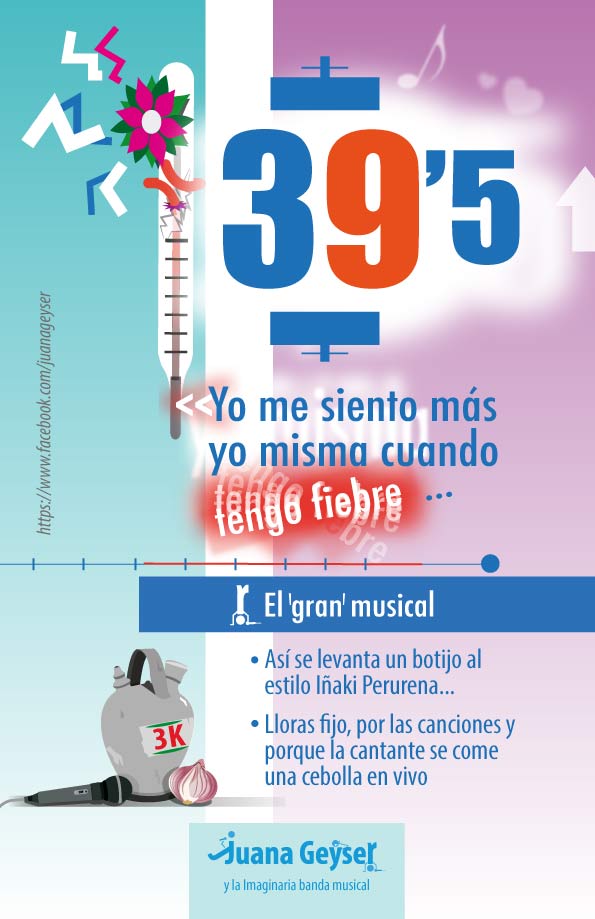 39'5
https://www.facebook.com/juanageyser
<<Yo me siento más
yo misma cuando
tengo fiebre ...
El 'gran' musical
• Así se levanta un botijo al
estilo Iñaki Perurena...
• Lloras fijo, por las canciones y
porque la cantante se come
una cebolla en vivo
3K
Juana Geyser
y la Imaginaria banda musical